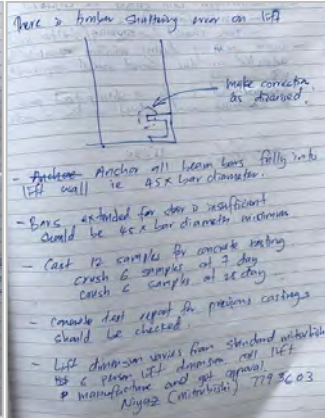 There is timber shuttering error on lift
make correction
as discussed.
- Anchor all beam bars fully into
lift wall ie 45 x bar diameter.
- Bars extended for stair is insufficient
should be 45 x bar diameter minimum
- Cast 12 samples for concrete testing
crush 6 samples at 7 day
crush 6 samples at 28 day
- Concrete test report for previous castings
should be checked.
- Lift dimension varies from standard mitsubishi
6 person lift dimension. call lift
manufacture and get approval
Niyaz (mitsubishi) 7793603